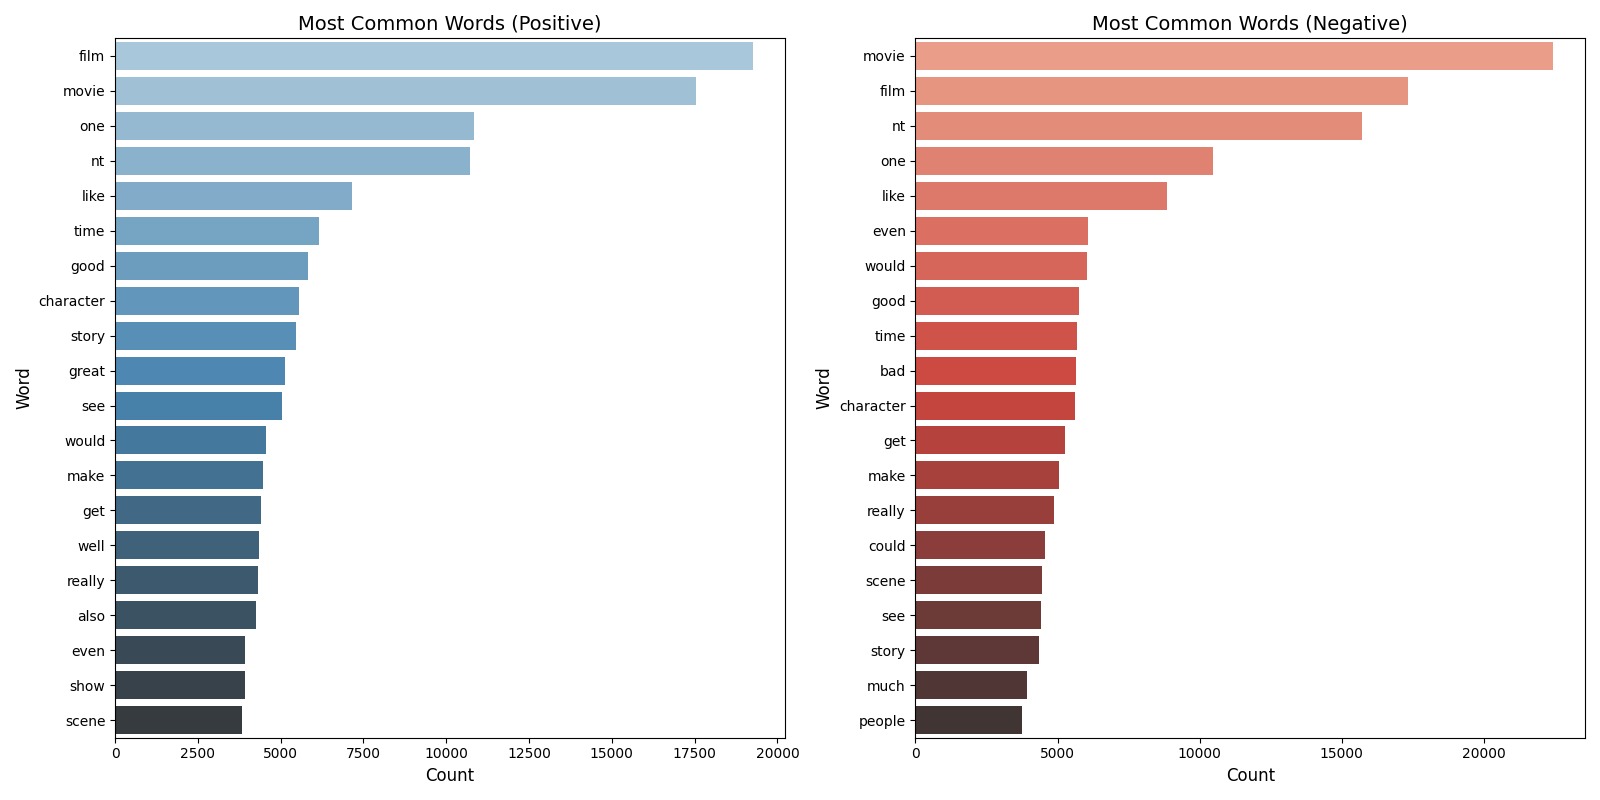 Most Common Words (Positive)
film
movie
one
nt
like
time
good
character
story
great
see
would
make
get
well
really
also
even
show
scene
Word
0 2500 5000 7500 10000 12500 15000 17500 20000
Count
Most Common Words (Negative)
movie
film
nt
one
like
even
would
good
time
bad
character
get
make
really
could
scene
see
story
much
people
Word
0 5000 10000 15000 20000
Count